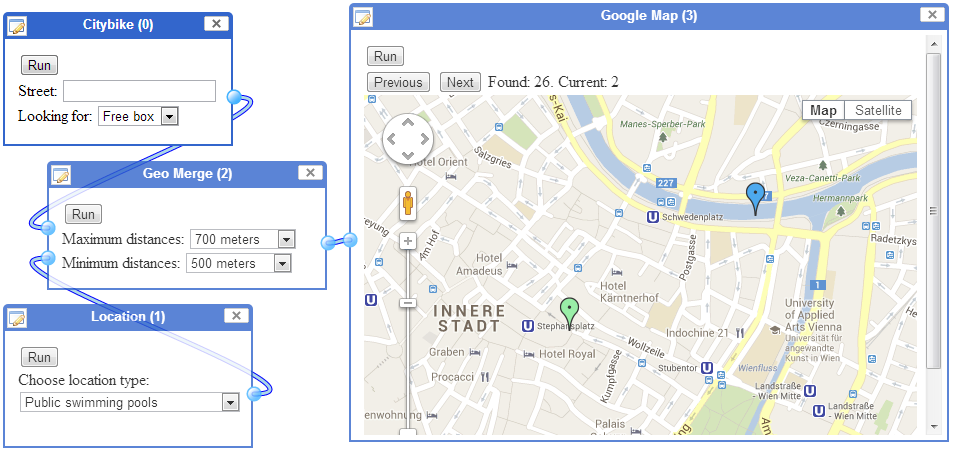 Citybike (0)
Run
Street:
Looking for: Free box
Geo Merge (2)
Run
Maximum distances: 700 meters
Minimum distances: 500 meters
Location (1)
Run
Choose location type:
Public swimming pools
Google Map (3)
Run
Previous Next Found: 26. Current: 2
Map Satellite
Czerningasse
Manes-Sperber-Park
Salzgries
Hotel Orient
Veza-Canetti-Park
227
Hermannpark
Schwedenplatz
Radetzkys
Am Hof
Postgasse
Hotel
Amadeus
Hotel
Kärntnerhof
1
INNERE
STADT
Stephansplatz
University
of Applied
Arts Vienna
Universität für
angewandte
Kunst in Wien
Indochine 21
Wollzeile
Graben
Hotel Royal
Stubentor
Wienfluss
Kumpfgasse
Procacci
Landstraße
- Wien Mitte
Landstraße
- Wien Mitte
Palais